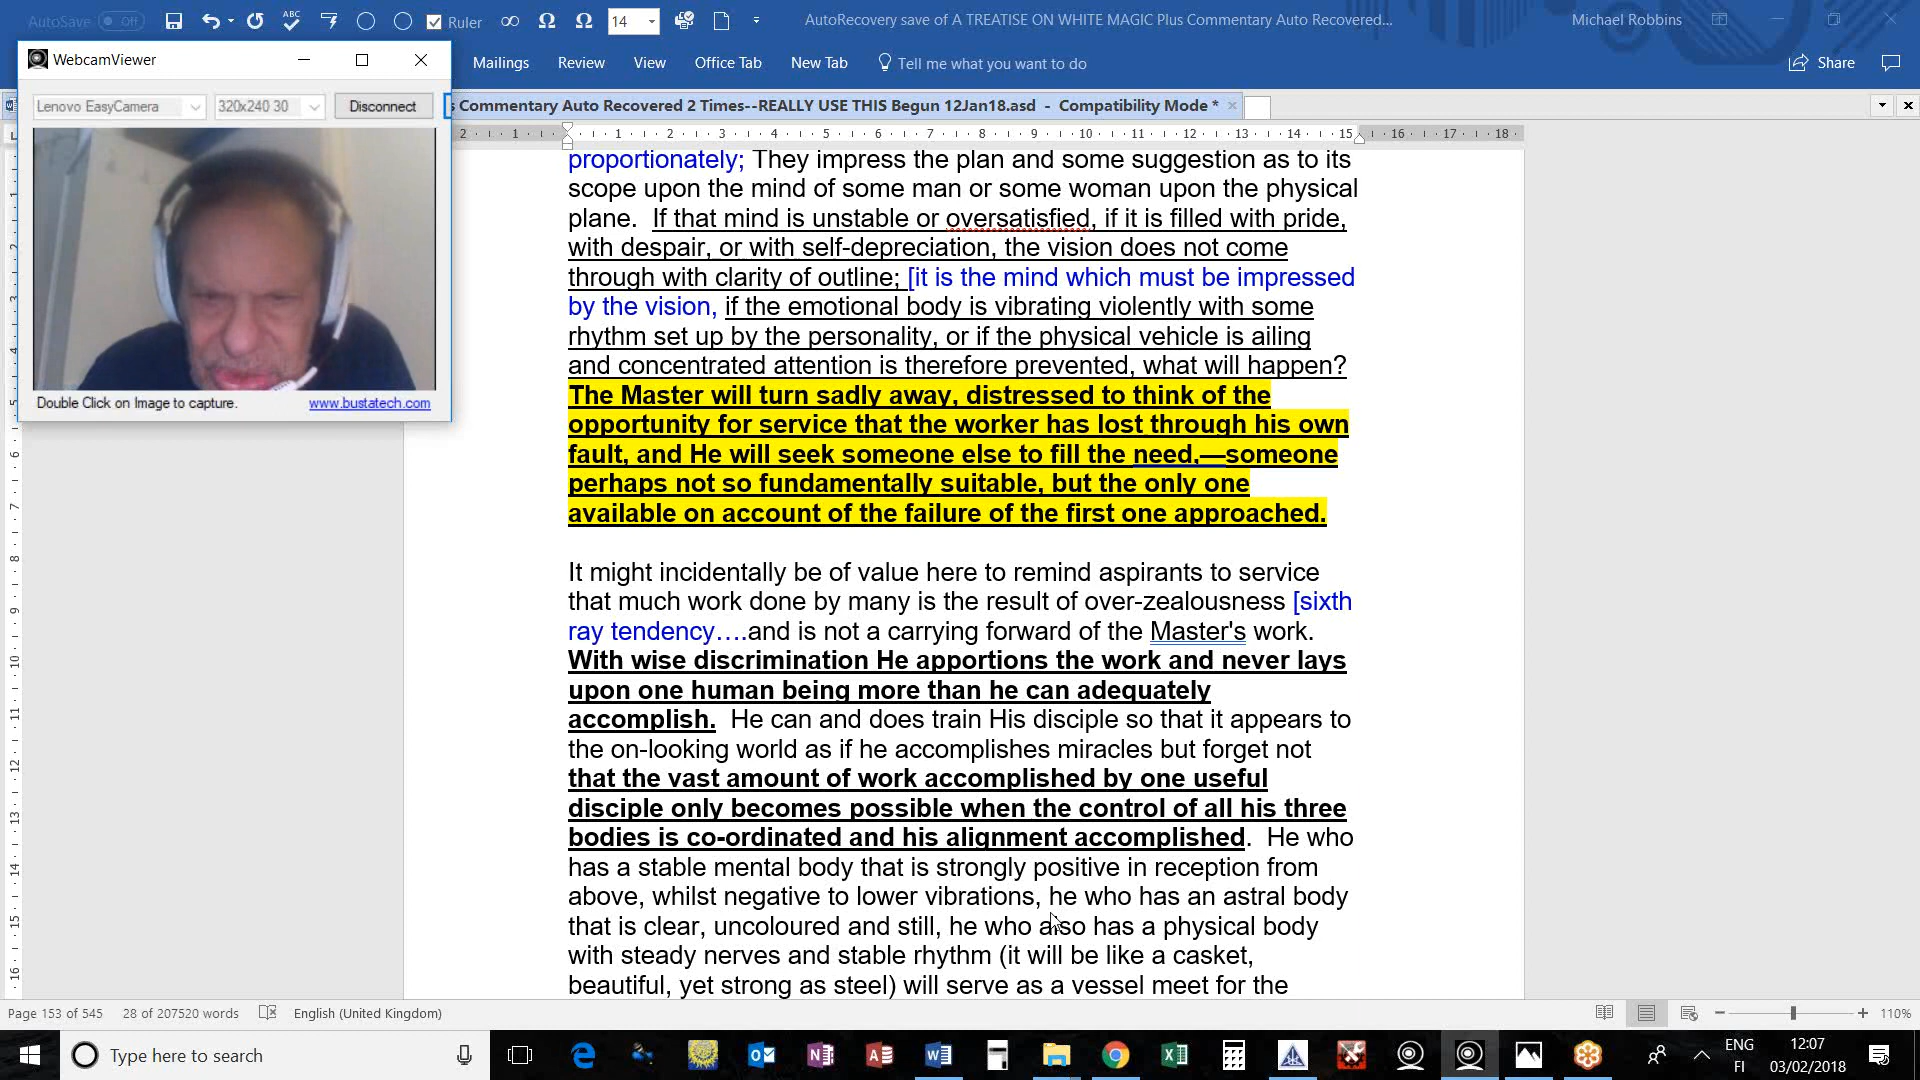 AutoSave Off
ABC
Ruler
14
AutoRecovery save of A TREATISE ON WHITE MAGIC Plus Commentary Auto Recovered...
Michael Robbins
WebcamViewer
Mailings Review View Office Tab New Tab Tell me what you want to do Share
Lenovo EasyCamera 320x240 30 Disconnect
s Commentary Auto Recovered 2 Times--REALLY USE THIS Begun 12Jan18.asd - Compatibility Mode *
2 1 1 2 3 4 5 6 7 8 9 10 11 12 13 14 15 16 17 18
proportionately; They impress the plan and some suggestion as to its
scope upon the mind of some man or some woman upon the physical
plane. If that mind is unstable or oversatisfied, if it is filled with pride,
with despair, or with self-depreciation, the vision does not come
through with clarity of outline; [it is the mind which must be impressed
by the vision, if the emotional body is vibrating violently with some
rhythm set up by the personality, or if the physical vehicle is ailing
and concentrated attention is therefore prevented, what will happen?
The Master will turn sadly away, distressed to think of the
opportunity for service that the worker has lost through his own
fault, and He will seek someone else to fill the need,—someone
perhaps not so fundamentally suitable, but the only one
available on account of the failure of the first one approached.
Double Click on Image to capture. www.bustatech.com
It might incidentally be of value here to remind aspirants to service
that much work done by many is the result of over-zealousness [sixth
ray tendency….and is not a carrying forward of the Master's work.
With wise discrimination He apportions the work and never lays
upon one human being more than he can adequately
accomplish. He can and does train His disciple so that it appears to
the on-looking world as if he accomplishes miracles but forget not
that the vast amount of work accomplished by one useful
disciple only becomes possible when the control of all his three
bodies is co-ordinated and his alignment accomplished. He who
has a stable mental body that is strongly positive in reception from
above, whilst negative to lower vibrations, he who has an astral body
that is clear, uncoloured and still, he who also has a physical body
with steady nerves and stable rhythm (it will be like a casket,
beautiful, yet strong as steel) will serve as a vessel meet for the
Page 153 of 545 28 of 207520 words English (United Kingdom) 110%
Type here to search
ENG
FI
12:07
03/02/2018